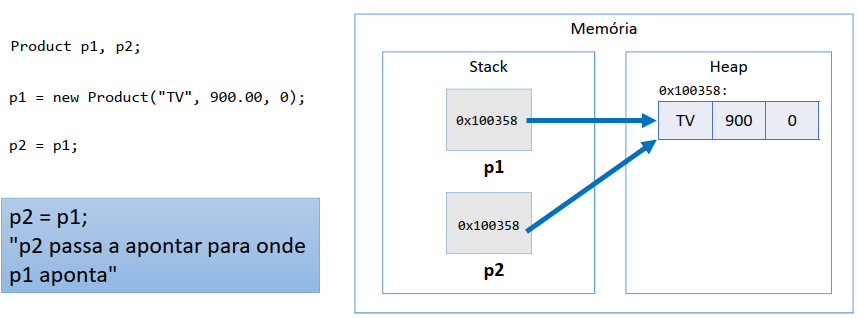 Product p1, p2;
p1 = new Product("TV", 900.00, 0);
p2 = p1;
p2 = p1;
"p2 passa a apontar para onde
p1 aponta"
Memória
Stack
0x100358
p1
0x100358
p2
Heap
0x100358:
TV 900 0